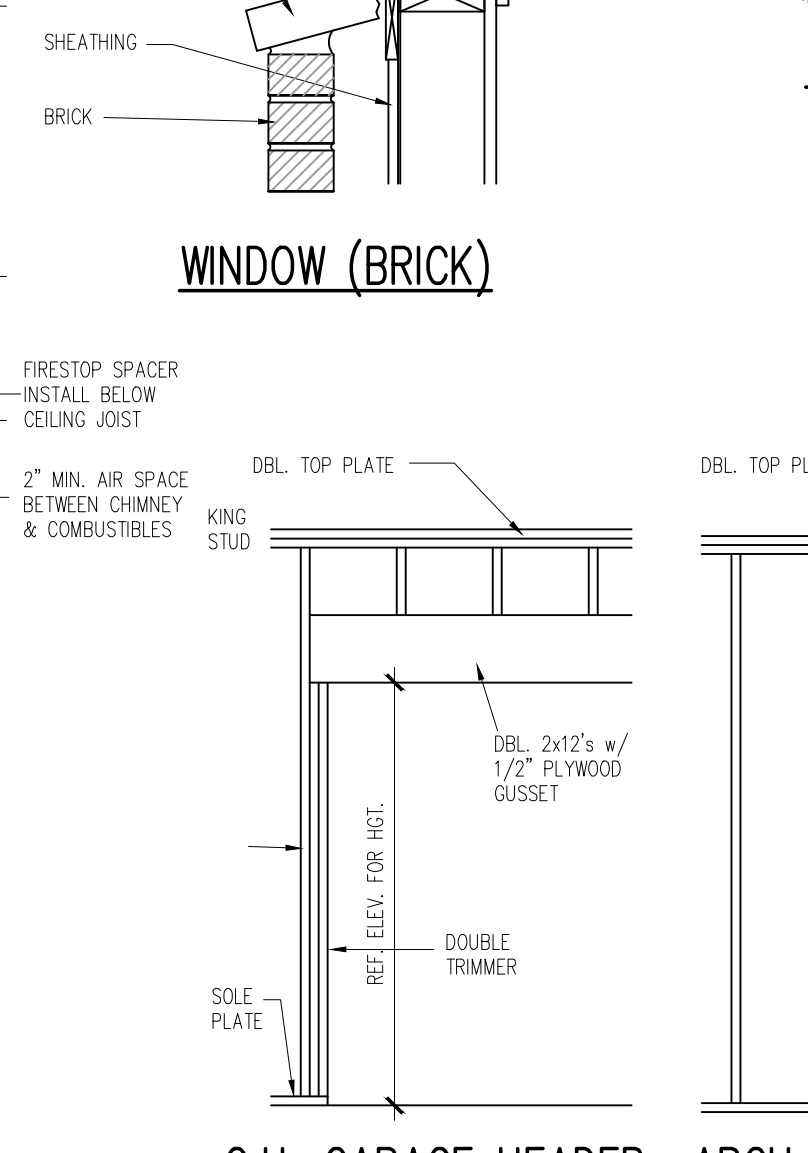 SHEATHING
BRICK
WINDOW (BRICK)
FIRESTOP SPACER
INSTALL BELOW
CEILING JOIST
2" MIN. AIR SPACE
BETWEEN CHIMNEY
& COMBUSTIBLES
DBL. TOP PLATE
DBL. TOP PL
KING
STUD
DBL. 2x12's w/
1/2" PLYWOOD
GUSSET
REF. ELEV. FOR HGT.
DOUBLE
TRIMMER
SOLE
PLATE
GARAGE HEADER